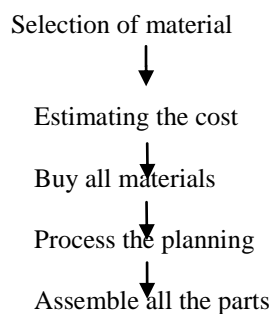 Selection of material
Estimating the cost
Buy all materials
Process the planning
Assemble all the parts